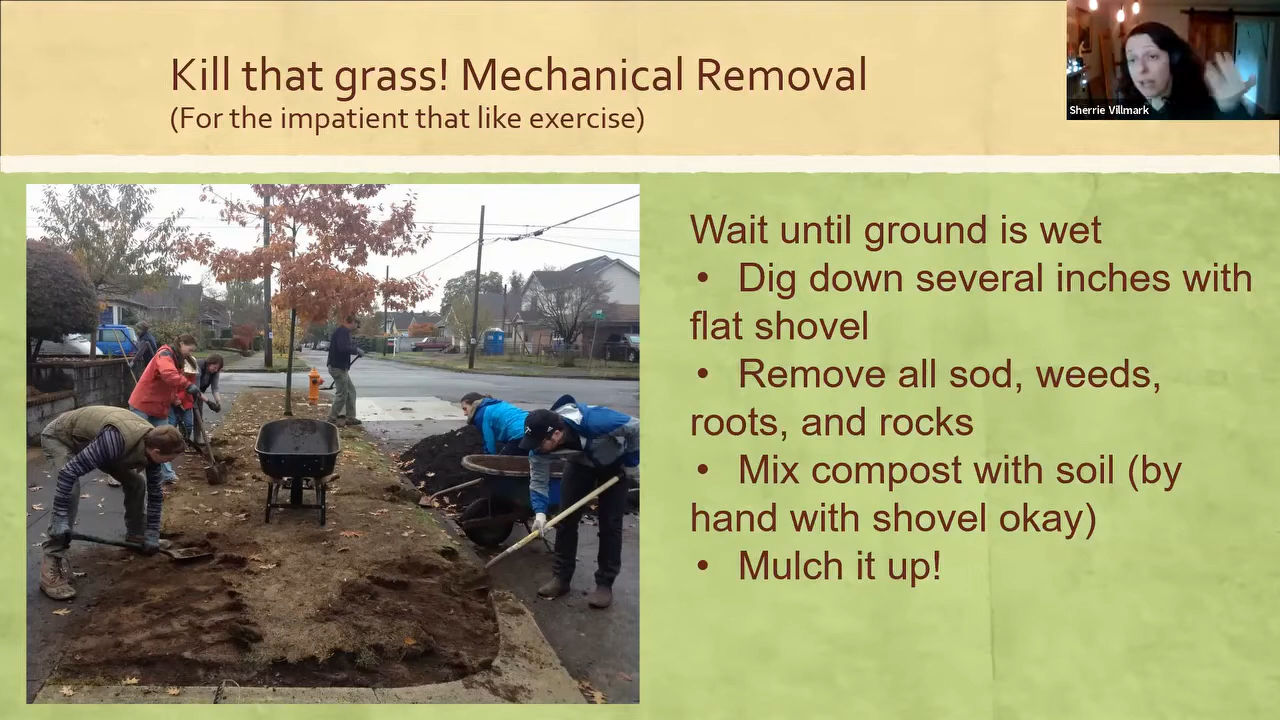 Kill that grass! Mechanical Removal
(For the impatient that like exercise)
Sherrie Villmark
Wait until ground is wet
• Dig down several inches with
flat shovel
• Remove all sod, weeds,
roots, and rocks
• Mix compost with soil (by
hand with shovel okay)
• Mulch it up!